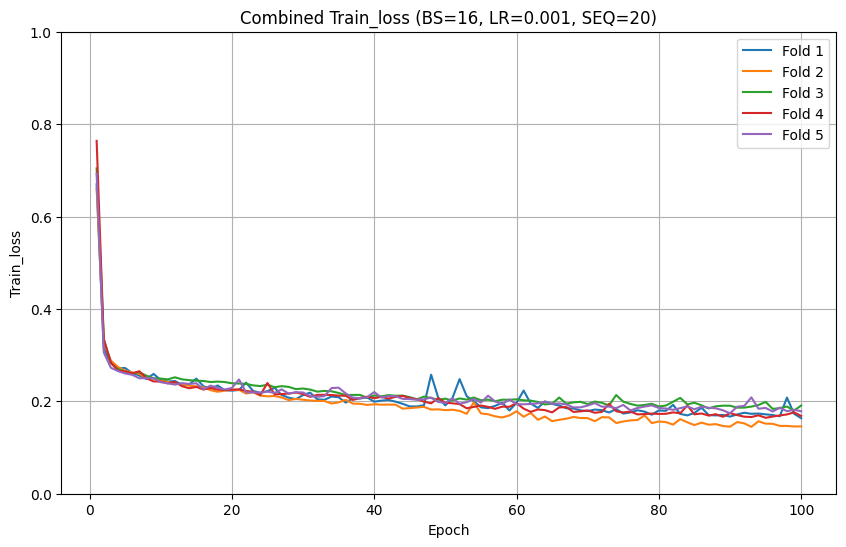 Combined Train_loss (BS=16, LR=0.001, SEQ=20)
Train_loss
1.0
0.8
0.6
0.4
0.2
0.0
0
20
40
60
80
100
Epoch
Fold 1
Fold 2
Fold 3
Fold 4
Fold 5